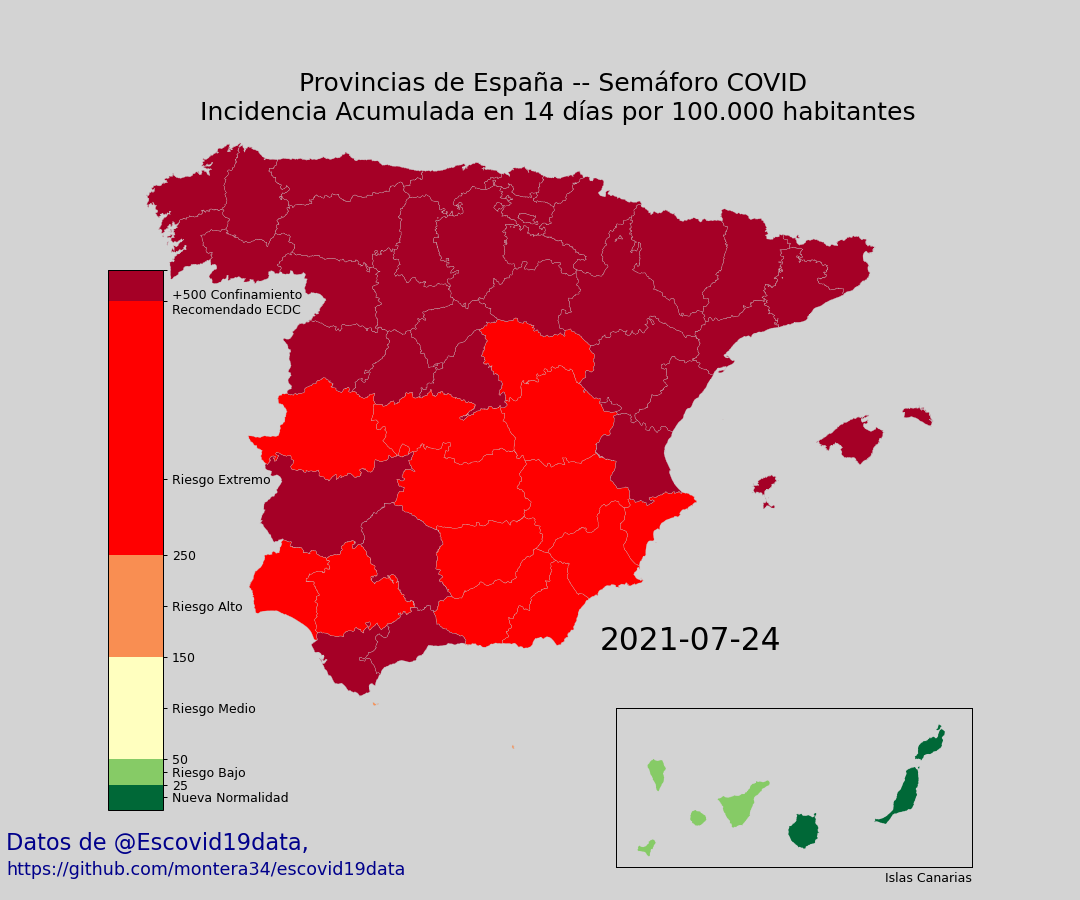 Provincias de España -- Semáforo COVID
Incidencia Acumulada en 14 días por 100.000 habitantes
+500 Confinamiento
Recomendado ECDC
Riesgo Extremo
250
Riesgo Alto
150
Riesgo Medio
50
Riesgo Bajo
25
Nueva Normalidad
2021-07-24
Islas Canarias
Datos de @Escovid19data,
https://github.com/montera34/escovid19data